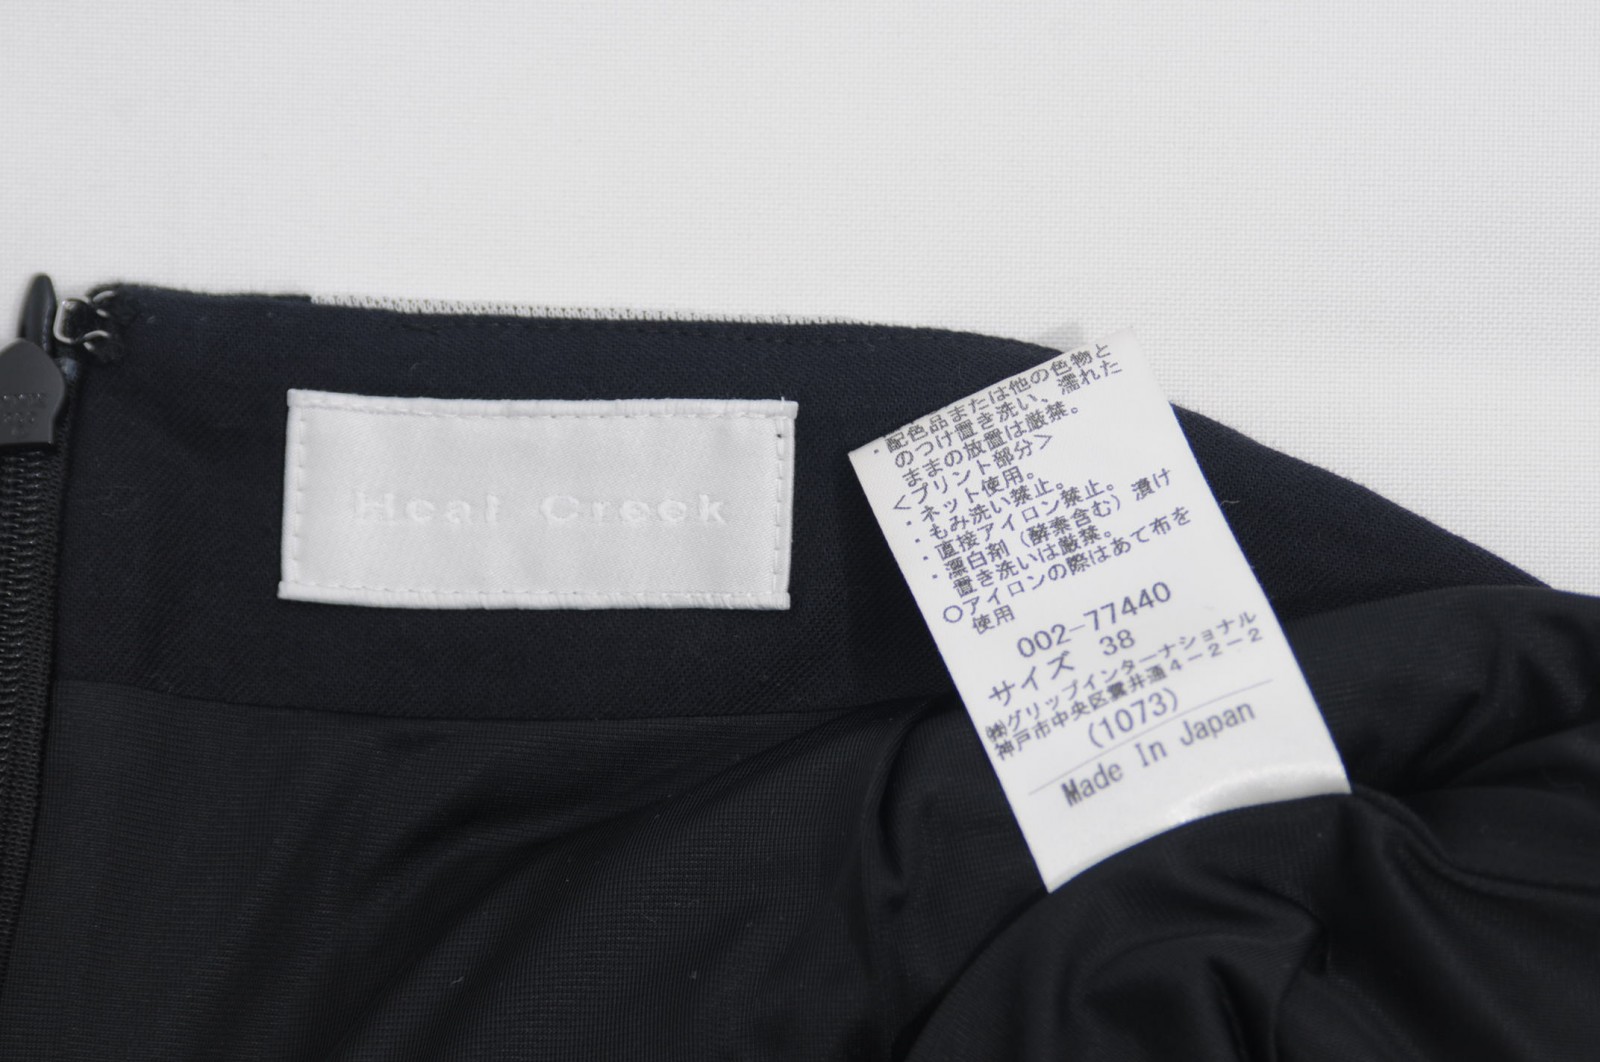 Heal Creek
・配色品または他の色物と
のつけ置き洗い、濡れた
ままの放置は厳禁。
<プリント部分>
・ネット使用。
・もみ洗い禁止。
・直接アイロン禁止。
・漂白剤(酵素含む)漬け
置き洗いは厳禁。
○アイロンの際はあて布を
使用
002-77440
サイズ 38
㈱グリップインターナショナル
神戸市中央区雲井通4-2-2
(1073)
Made In Japan